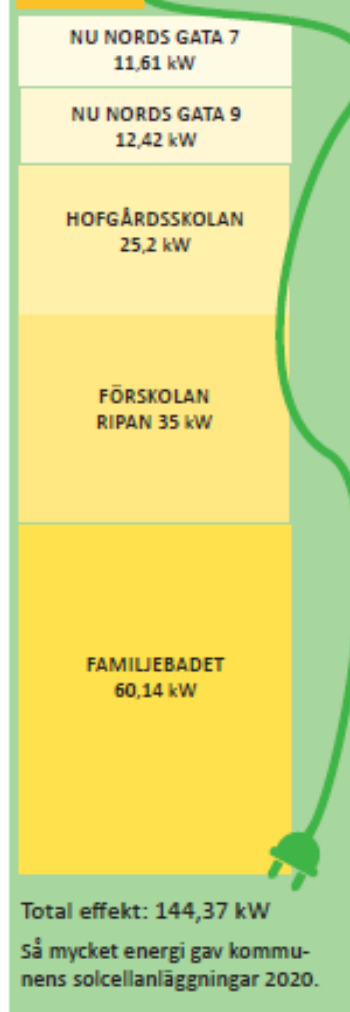 NU NORDS GATA 7
11,61 kW
NU NORDS GATA 9
12,42 kW
HOFGÅRDSSKOLAN
25,2 kW
FÖRSKOLAN
RIPAN 35 kW
FAMILJEBADET
60,14 kW
Total effekt: 144,37 kW
Så mycket energi gav kommu-
nens solcellanläggningar 2020.